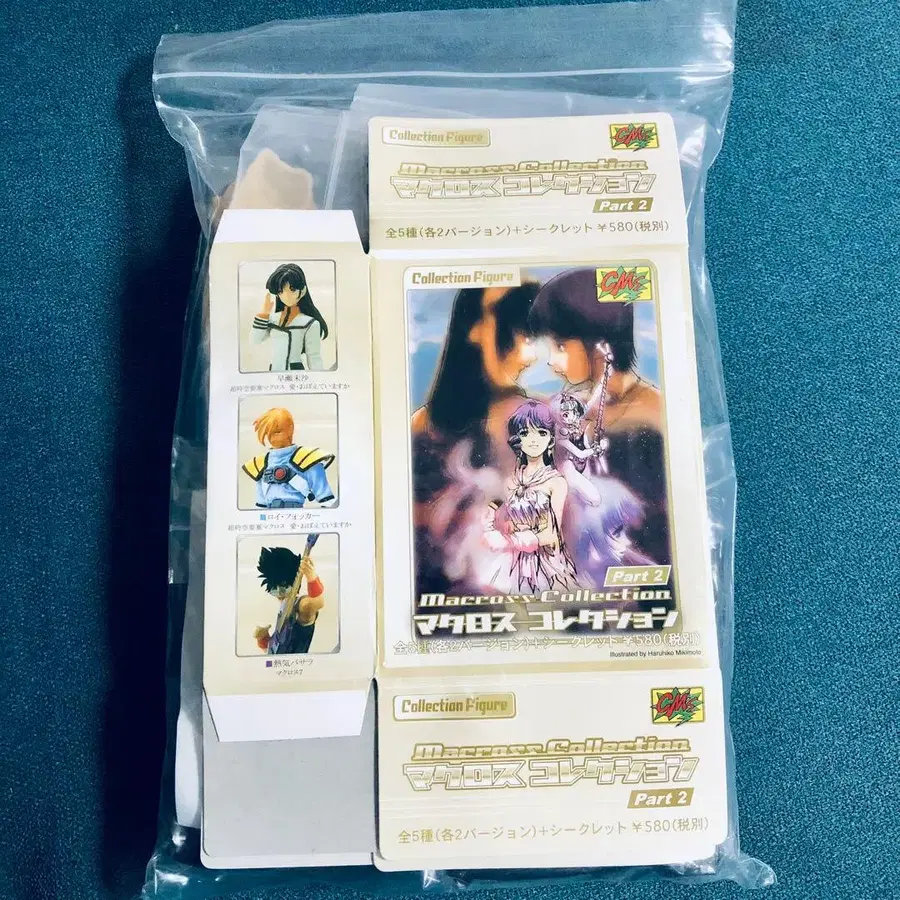 Collection Figure
CM's
Macross Collection
マクロス コレクション
Part 2
全5種(各2バージョン)+シークレット ¥580(税別)
早瀬未沙
超時空要塞マクロス 愛・おぼえていますか
■ロイ・フォッカー
超時空要塞マクロス 愛・おぼえていますか
■熱気バサラ
マクロス7
Collection Figure
CM's
Part 2
Macross Collection
マクロス コレクション
全5種(各2バージョン)+シークレット ¥580(税別)
Illustrated by Haruhiko Mikimoto
Collection Figure
CM's
Macross Collection
マクロス コレクション
Part 2
全5種(各2バージョン)+シークレット ¥580(税別)